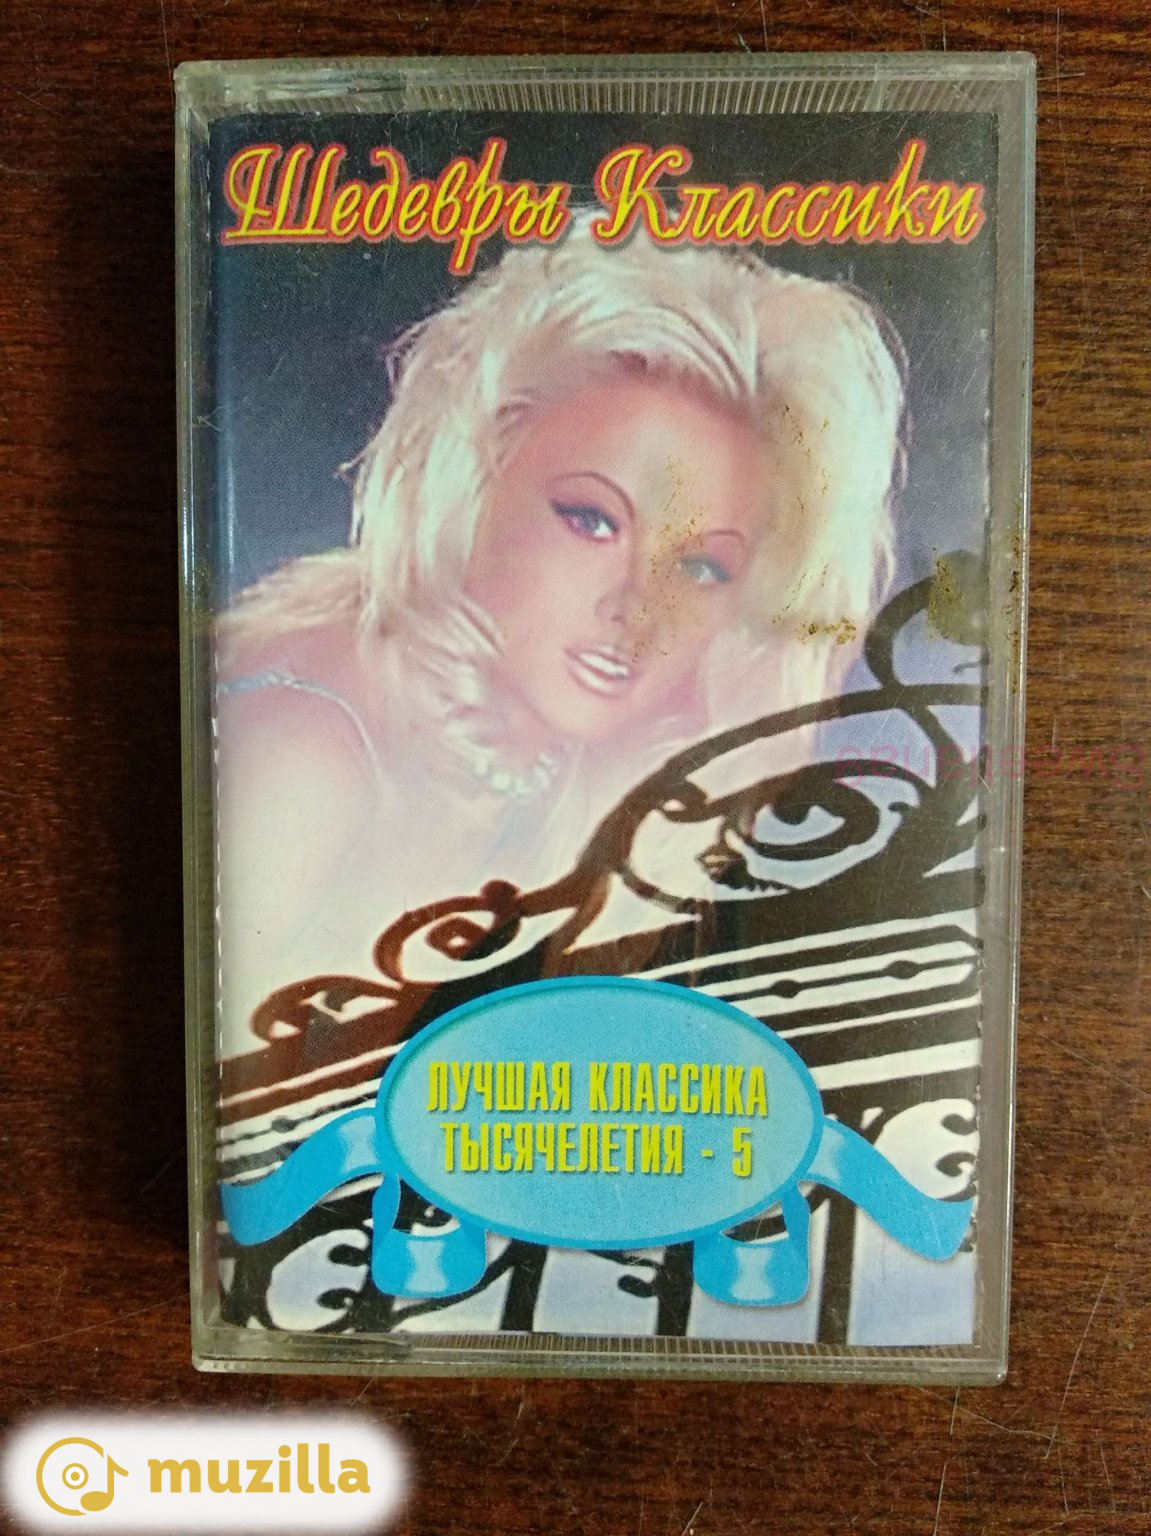 Шедевры Классики
ЛУЧШАЯ КЛАССИКА
ТЫСЯЧЕЛЕТИЯ - 5
muzilla